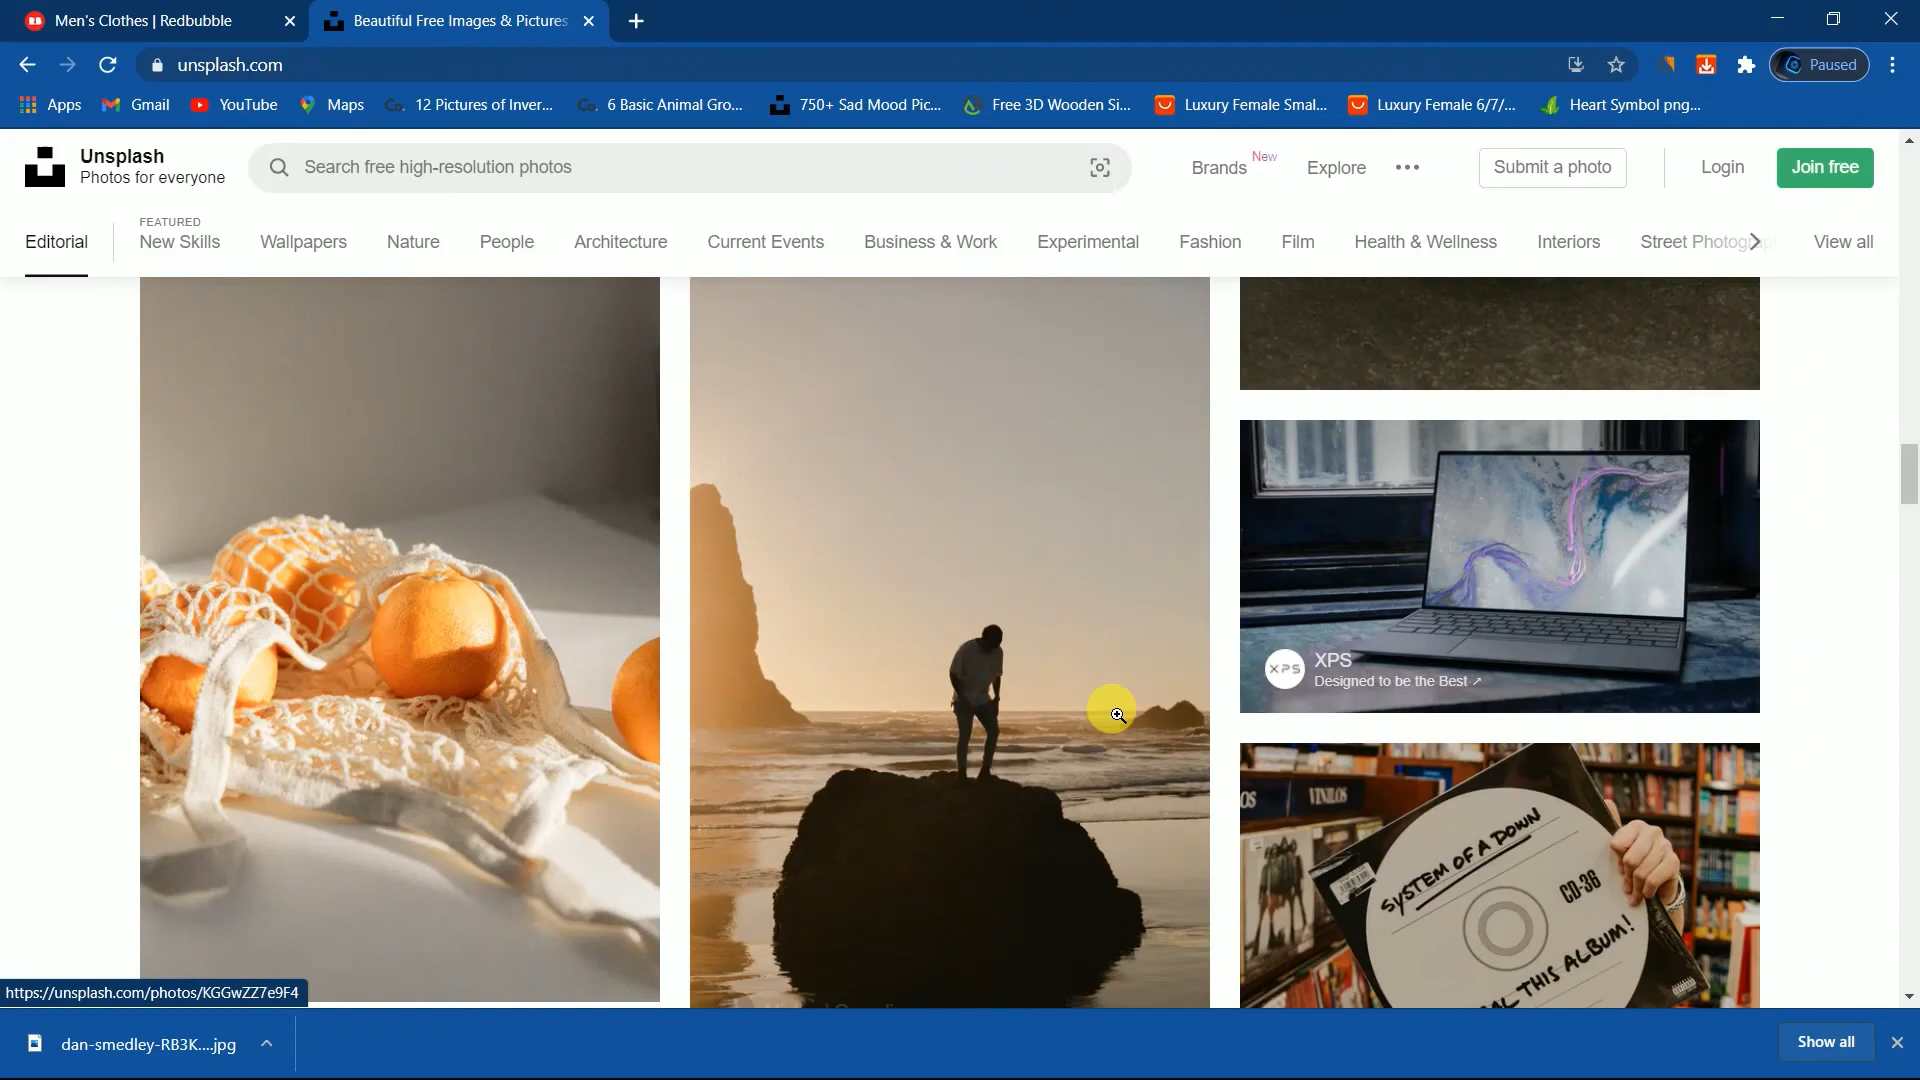 Men's Clothes | Redbubble
Beautiful Free Images & Pictures
unsplash.com
Paused
Apps
Gmail
YouTube
Maps
12 Pictures of Inver...
6 Basic Animal Gro...
750+ Sad Mood Pic...
Free 3D Wooden Si...
Luxury Female Smal...
Luxury Female 6/7/...
Heart Symbol png...
Unsplash
Photos for everyone
Search free high-resolution photos
Brands New
Explore
Submit a photo
Login
Join free
Editorial
FEATURED
New Skills
Wallpapers
Nature
People
Architecture
Current Events
Business & Work
Experimental
Fashion
Film
Health & Wellness
Interiors
Street
View all
XPS
XPS
Designed to be the Best
VINILOS
SYSTEM OF A DOWN
CD-36
THIS ALBUM!
https://unsplash.com/photos/KGGwZZ7e9F4
dan-smedley-RB3K....jpg
Show all